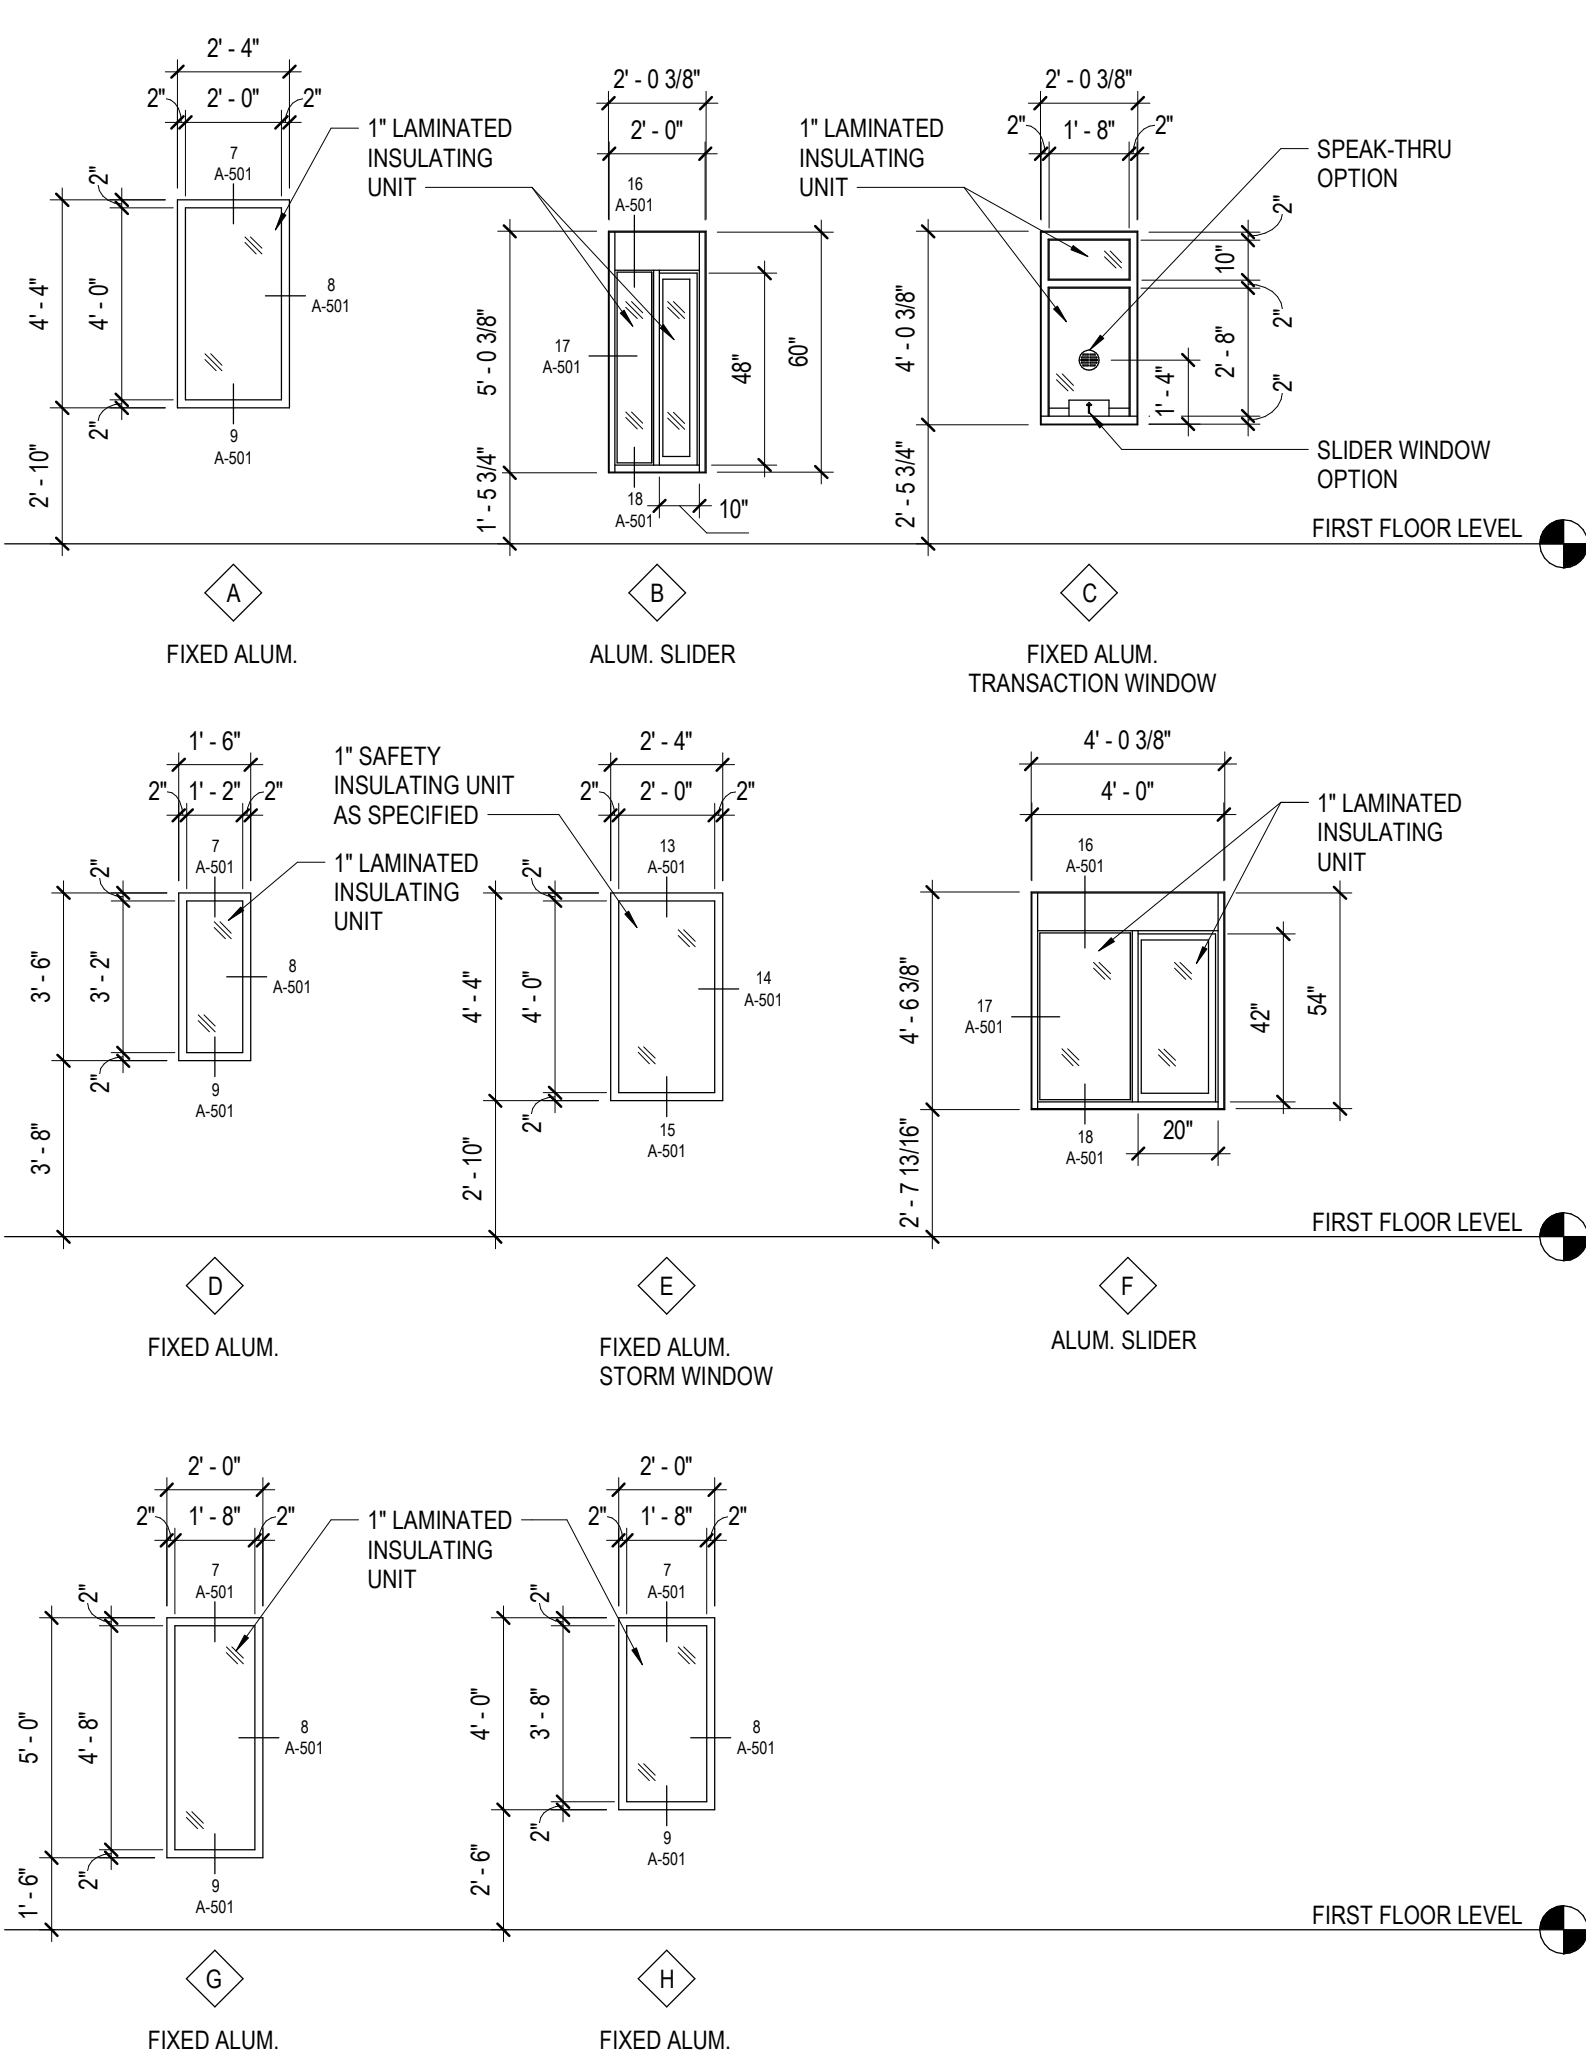 2' - 4"
2"
2' - 0"
2"
7
A-501
1" LAMINATED
INSULATING
UNIT
2"
4' - 4"
4' - 0"
8
A-501
2"
9
A-501
2' - 10"
2' - 0 3/8"
2' - 0"
16
A-501
5' - 0 3/8"
17
A-501
48"
60"
1' - 5 3/4"
18
A-501
10"
2' - 0 3/8"
2"
1' - 8"
2"
1" LAMINATED
INSULATING
UNIT
SPEAK-THRU
OPTION
2"
10"
2"
4' - 0 3/8"
2' - 8"
1' - 4"
2"
2' - 5 3/4"
SLIDER WINDOW
OPTION
FIRST FLOOR LEVEL
A
FIXED ALUM.
B
ALUM. SLIDER
C
FIXED ALUM.
TRANSACTION WINDOW
1' - 6"
2"
1' - 2"
2"
7
A-501
1" SAFETY
INSULATING UNIT
AS SPECIFIED
1" LAMINATED
INSULATING
UNIT
2"
3' - 6"
3' - 2"
8
A-501
2"
9
A-501
3' - 8"
2' - 4"
2"
2' - 0"
2"
13
A-501
2"
4' - 4"
4' - 0"
14
A-501
2"
15
A-501
2' - 10"
4' - 0 3/8"
4' - 0"
16
A-501
1" LAMINATED
INSULATING
UNIT
4' - 6 3/8"
17
A-501
42"
54"
18
A-501
20"
2' - 7 13/16"
FIRST FLOOR LEVEL
D
FIXED ALUM.
E
FIXED ALUM.
STORM WINDOW
F
ALUM. SLIDER
2' - 0"
2"
1' - 8"
2"
7
A-501
1" LAMINATED
INSULATING
UNIT
2"
5' - 0"
4' - 8"
8
A-501
2"
9
A-501
1' - 6"
2' - 0"
2"
1' - 8"
2"
7
A-501
2"
4' - 0"
3' - 8"
8
A-501
2"
9
A-501
2' - 6"
FIRST FLOOR LEVEL
G
FIXED ALUM.
H
FIXED ALUM.